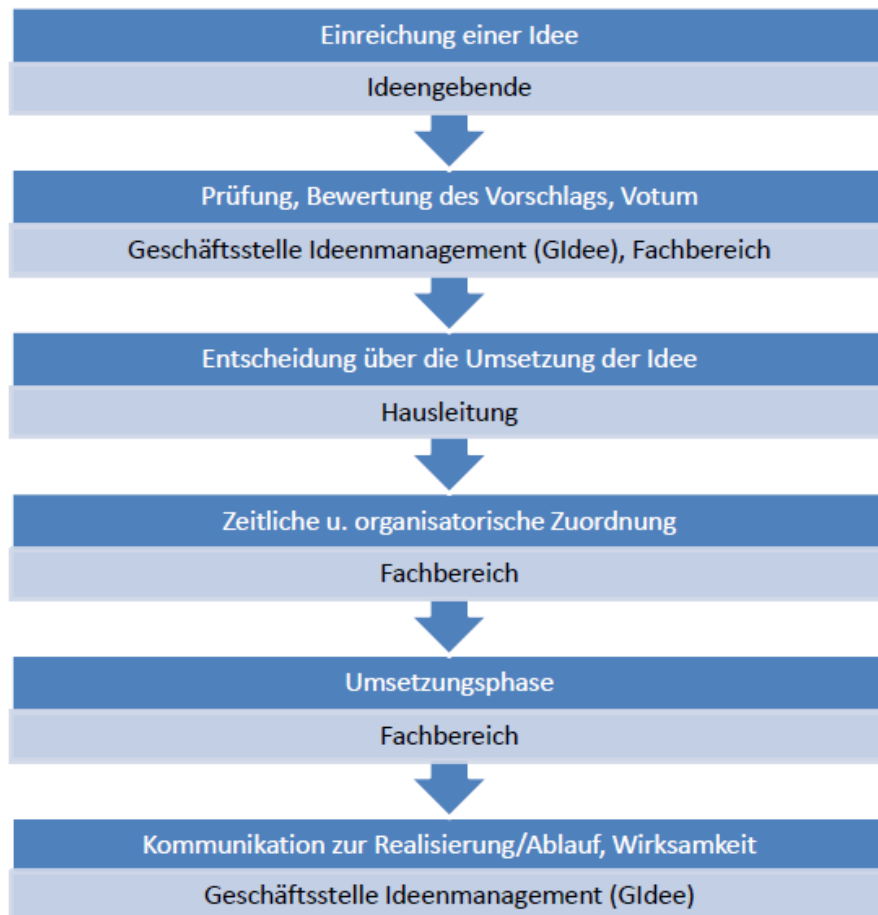 Einreichung einer Idee
Ideengebende
Prüfung, Bewertung des Vorschlags, Votum
Geschäftsstelle Ideenmanagement (GIdee), Fachbereich
Entscheidung über die Umsetzung der Idee
Hausleitung
Zeitliche u. organisatorische Zuordnung
Fachbereich
Umsetzungsphase
Fachbereich
Kommunikation zur Realisierung/Ablauf, Wirksamkeit
Geschäftsstelle Ideenmanagement (GIdee)